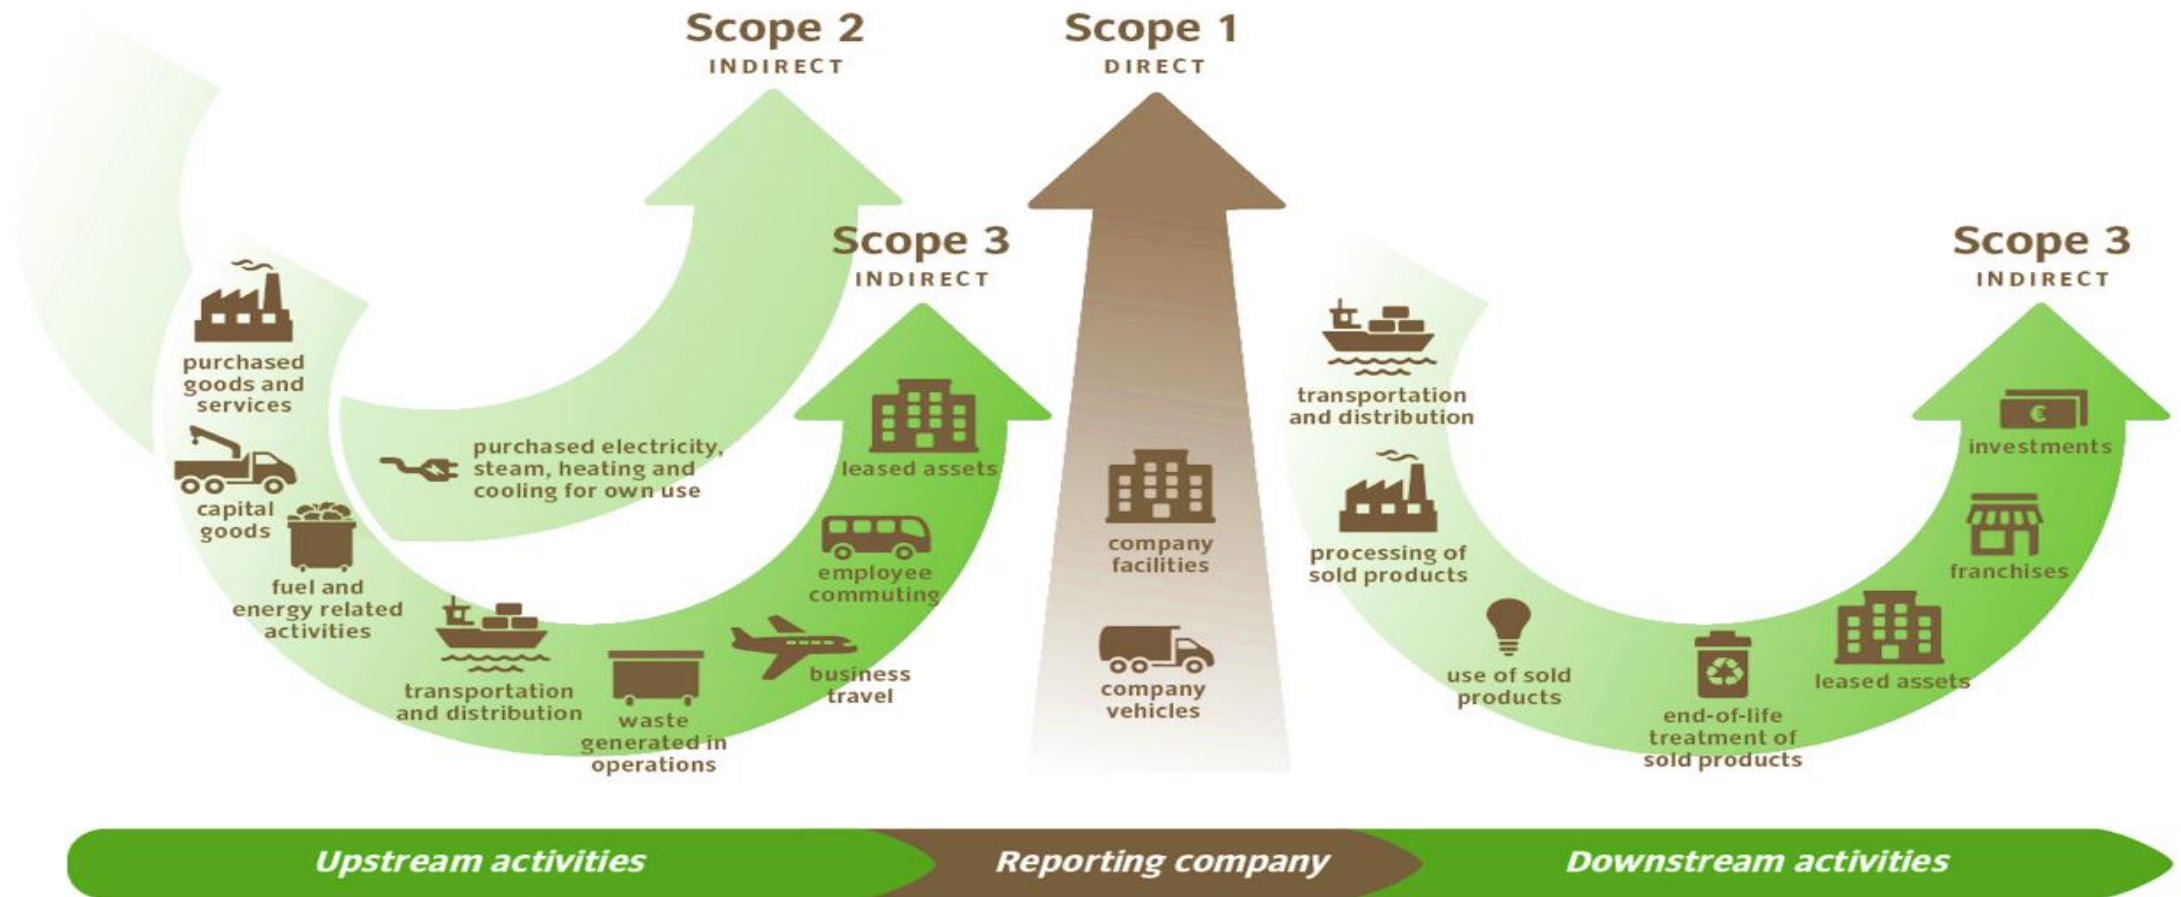 Scope 2
INDIRECT
Scope 1
DIRECT
Scope 3
INDIRECT
Scope 3
INDIRECT
purchased
goods and
services
capital
goods
fuel and
energy related
activities
purchased electricity,
steam, heating and
cooling for own use
transportation
and distribution
waste
generated in
operations
business
travel
employee
commuting
leased assets
company
facilities
company
vehicles
transportation
and distribution
processing of
sold products
use of sold
products
end-of-life
treatment of
sold products
leased assets
franchises
€
investments
Upstream activities
Reporting company
Downstream activities